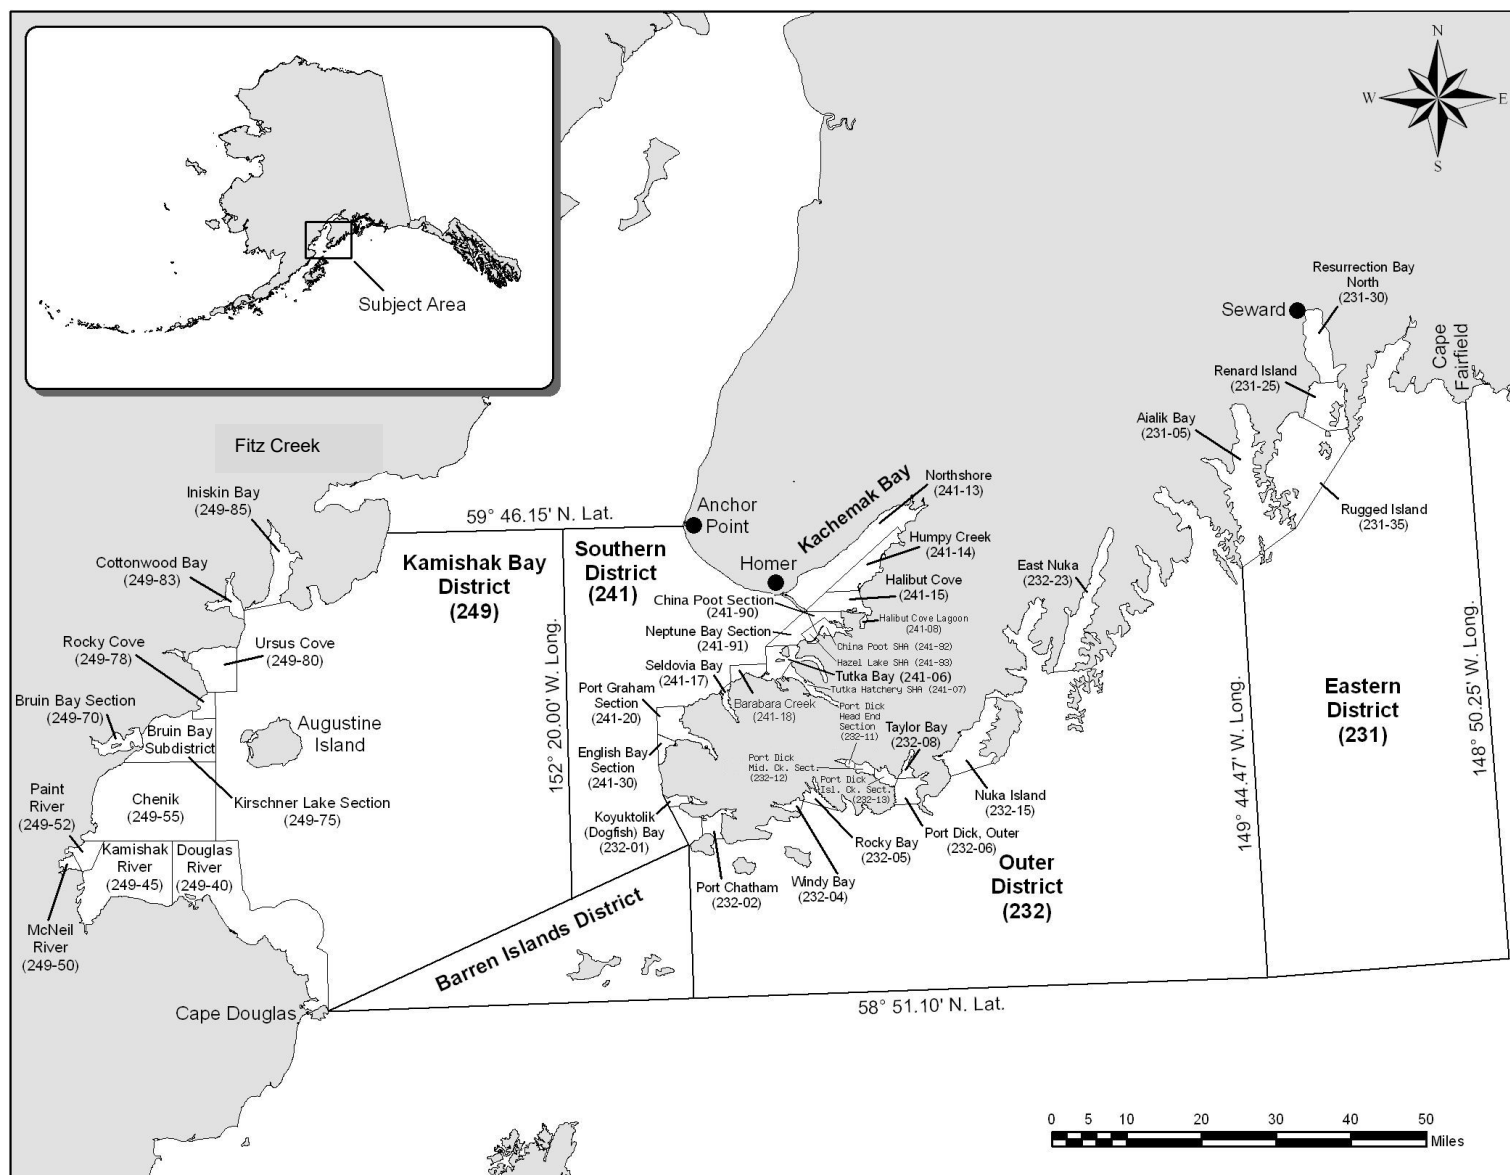 N
W
E
S
Subject Area
Resurrection Bay
North
(231-30)
Seward
Cape
Fairfield
Renard Island
(231-25)
Aialik Bay
(231-05)
Fitz Creek
Iniskin Bay
(249-85)
Northshore
(241-13)
Kachemak Bay
Anchor
Point
59° 46.15' N. Lat.
Rugged Island
(231-35)
Kamishak Bay
District
(249)
Southern
District
(241)
Humpy Creek
(241-14)
Homer
Cottonwood Bay
(249-83)
East Nuka
(232-23)
Halibut Cove
(241-15)
China Poot Section
(241-90)
Halibut Cove Lagoon
(241-08)
Neptune Bay Section
(241-91)
Rocky Cove
(249-78)
Ursus Cove
(249-80)
China Poot SHA (241-92)
Hazel Lake SHA (241-93)
Seldovia Bay
(241-17)
Tutka Bay (241-06)
Tutka Hatchery SHA (241-07)
Port Graham
Section
(241-20)
Barabara Creek
(241-18)
Bruin Bay Section
(249-70)
Bruin Bay
Subdistrict
Augustine
Island
152° 20.00' W. Long.
Port Dick
Head End
Section
(232-11)
Taylor Bay
(232-08)
Eastern
District
(231)
148° 50.25' W. Long.
149° 44.47' W. Long.
English Bay
Section
(241-30)
Port Dick
Mid. Ck. Sect.
(232-12)
Port Dick
Isl. Ck. Sect.
(232-13)
Nuka Island
(232-15)
Paint
River
(249-52)
Chenik
(249-55)
Kirschner Lake Section
(249-75)
Koyuktolik
(Dogfish) Bay
(232-01)
Port Dick, Outer
(232-06)
Rocky Bay
(232-05)
Kamishak
River
(249-45)
Douglas
River
(249-40)
Outer
District
(232)
Port Chatham
(232-02)
Windy Bay
(232-04)
McNeil
River
(249-50)
Barren Islands District
Cape Douglas
58° 51.10' N. Lat.
0 5 10 20 30 40 50
Miles